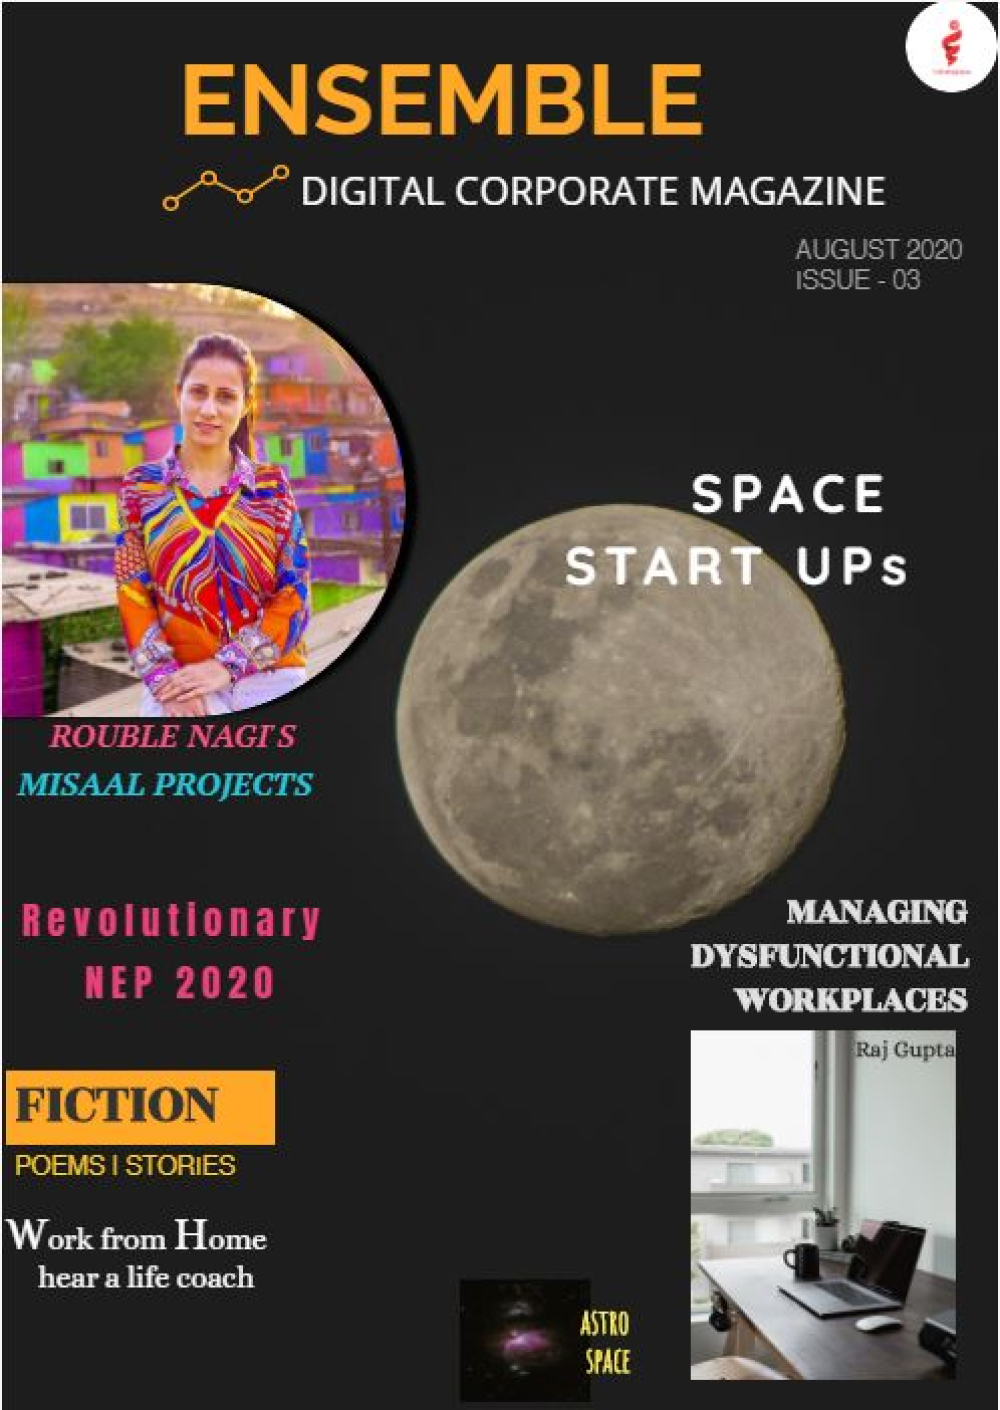 ENSEMBLE
DIGITAL CORPORATE MAGAZINE
AUGUST 2020
ISSUE - 03
SPACE
START UPs
ROUBLE NAGI'S
MISAAL PROJECTS
Revolutionary
NEP 2020
MANAGING
DYSFUNCTIONAL
WORKPLACES
Raj Gupta
FICTION
POEMS | STORIES
Work from Home
hear a life coach
ASTRO
SPACE